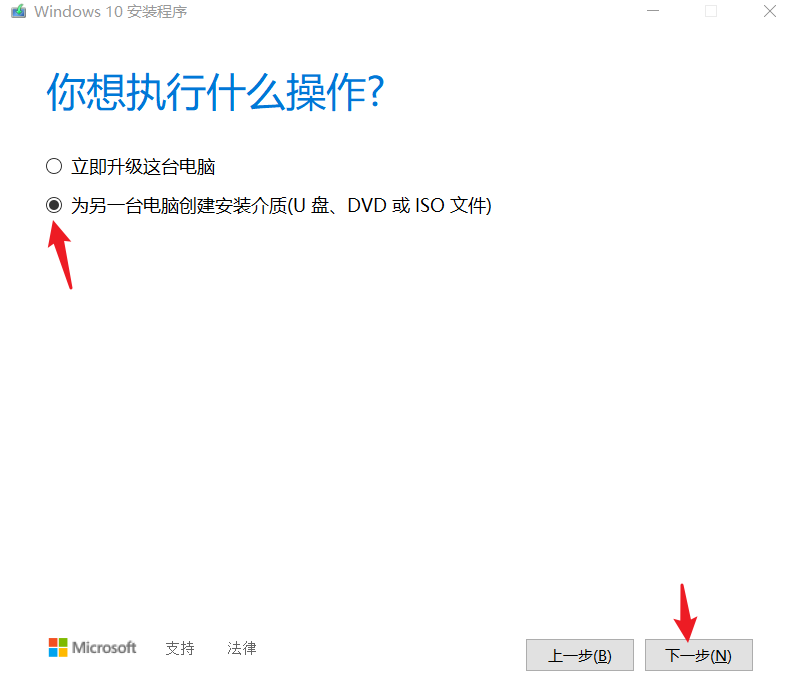 Windows 10 安装程序
你想执行什么操作?
立即升级这台电脑
为另一台电脑创建安装介质(U 盘、DVD 或 ISO 文件)
Microsoft 支持 法律 上一步(B) 下一步(N)